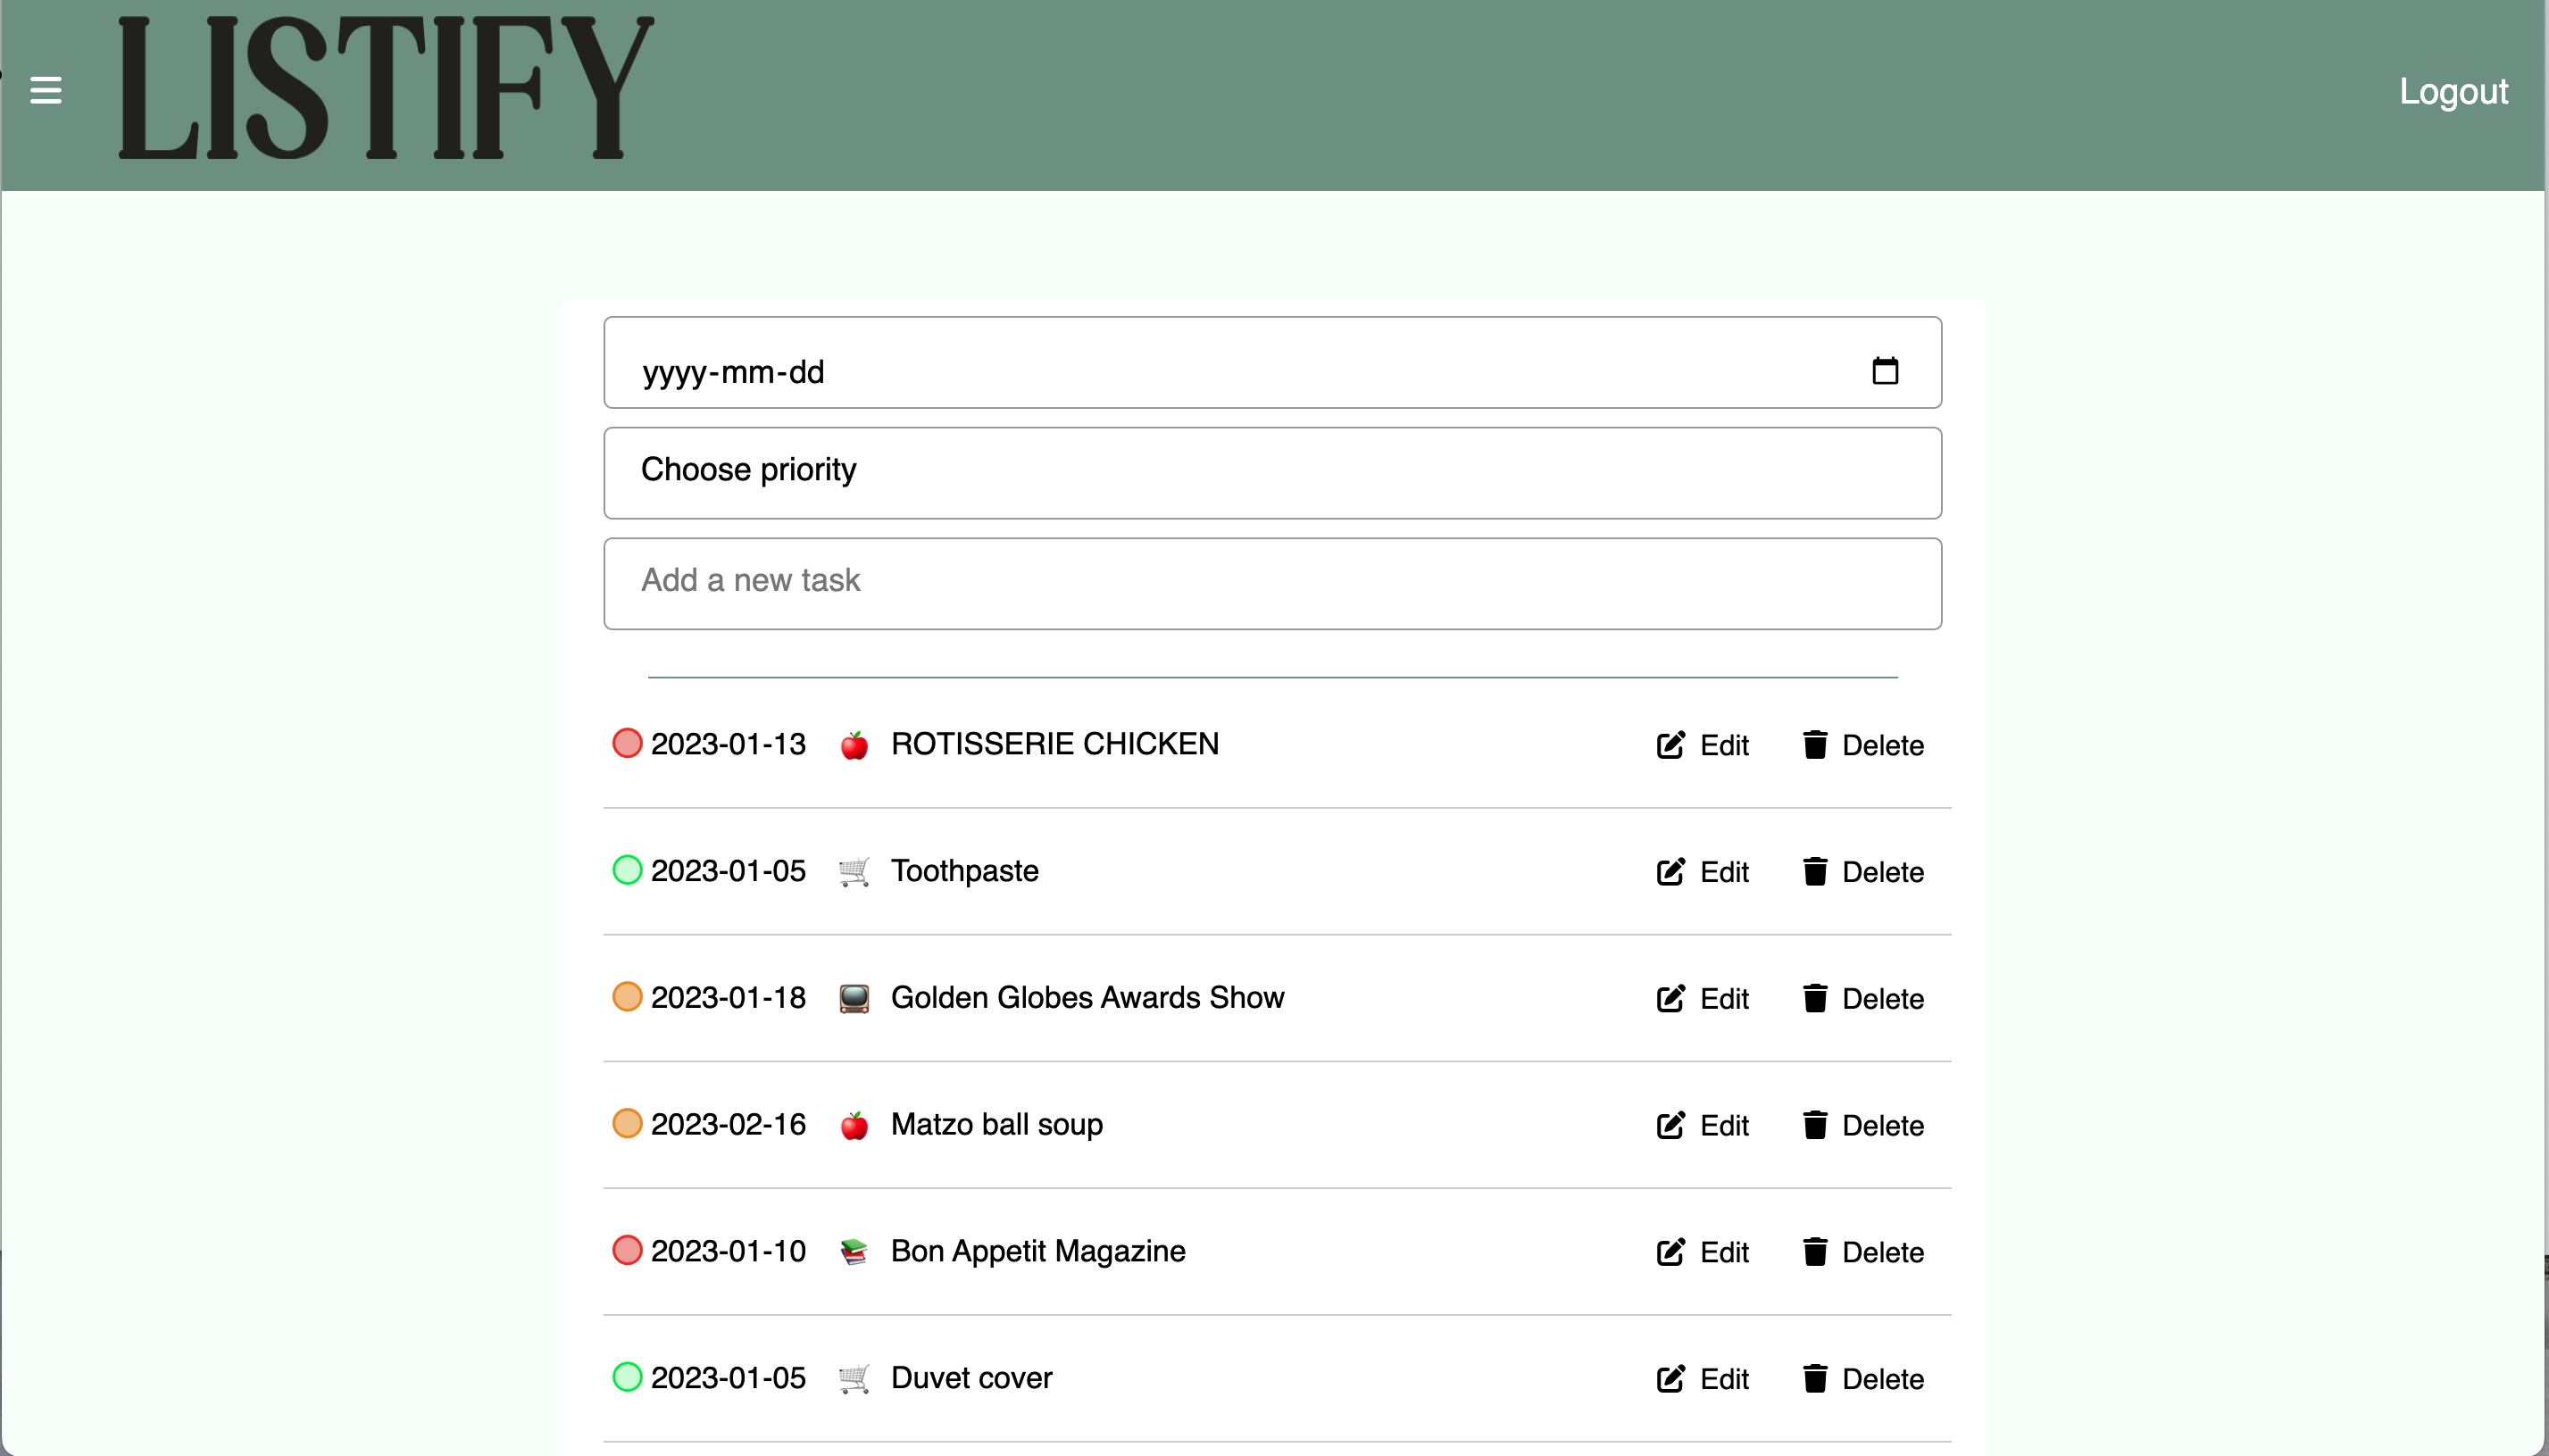 LISTIFY
Logout
yyyy-mm-dd
Choose priority
Add a new task
2023-01-13 ROTISSERIE CHICKEN Edit Delete
2023-01-05 Toothpaste Edit Delete
2023-01-18 Golden Globes Awards Show Edit Delete
2023-02-16 Matzo ball soup Edit Delete
2023-01-10 Bon Appetit Magazine Edit Delete
2023-01-05 Duvet cover Edit Delete